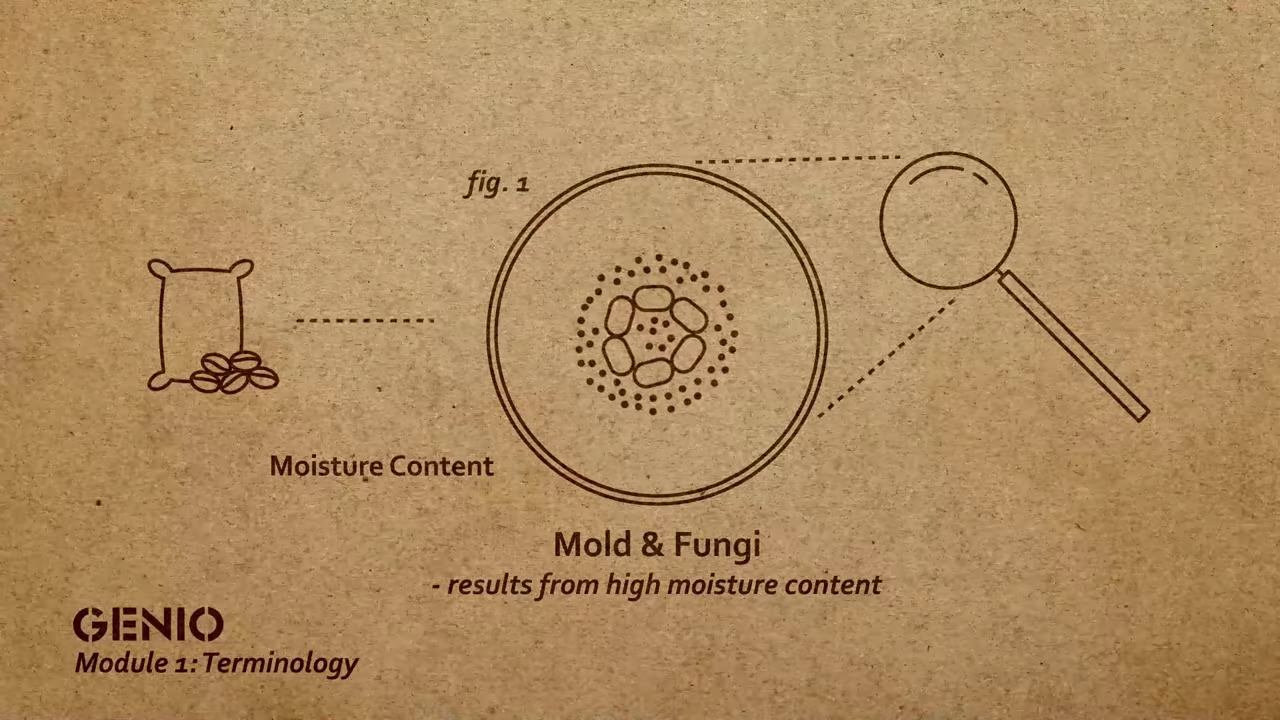 fig. 1
Moisture Content
Mold & Fungi
- results from high moisture content
GENIO
Module 1: Terminology